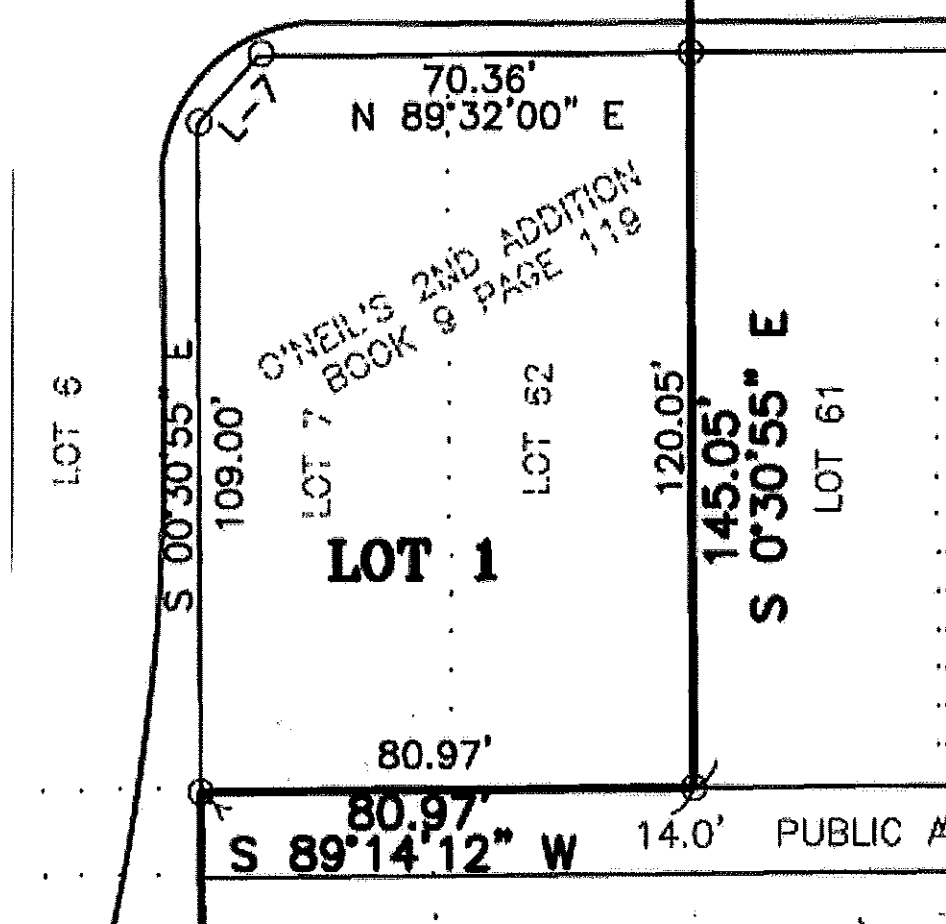 70.36'
N 89°32'00" E
L-7
O'NEIL'S 2ND ADDITION
BOOK 9 PAGE 119
LOT 6
S 00°30'55" E
109.00'
LOT 7
LOT 62
120.05'
145.05'
S 0°30'55" E
LOT 61
LOT 1
80.97'
80.97'
S 89°14'12" W
14.0' PUBLIC